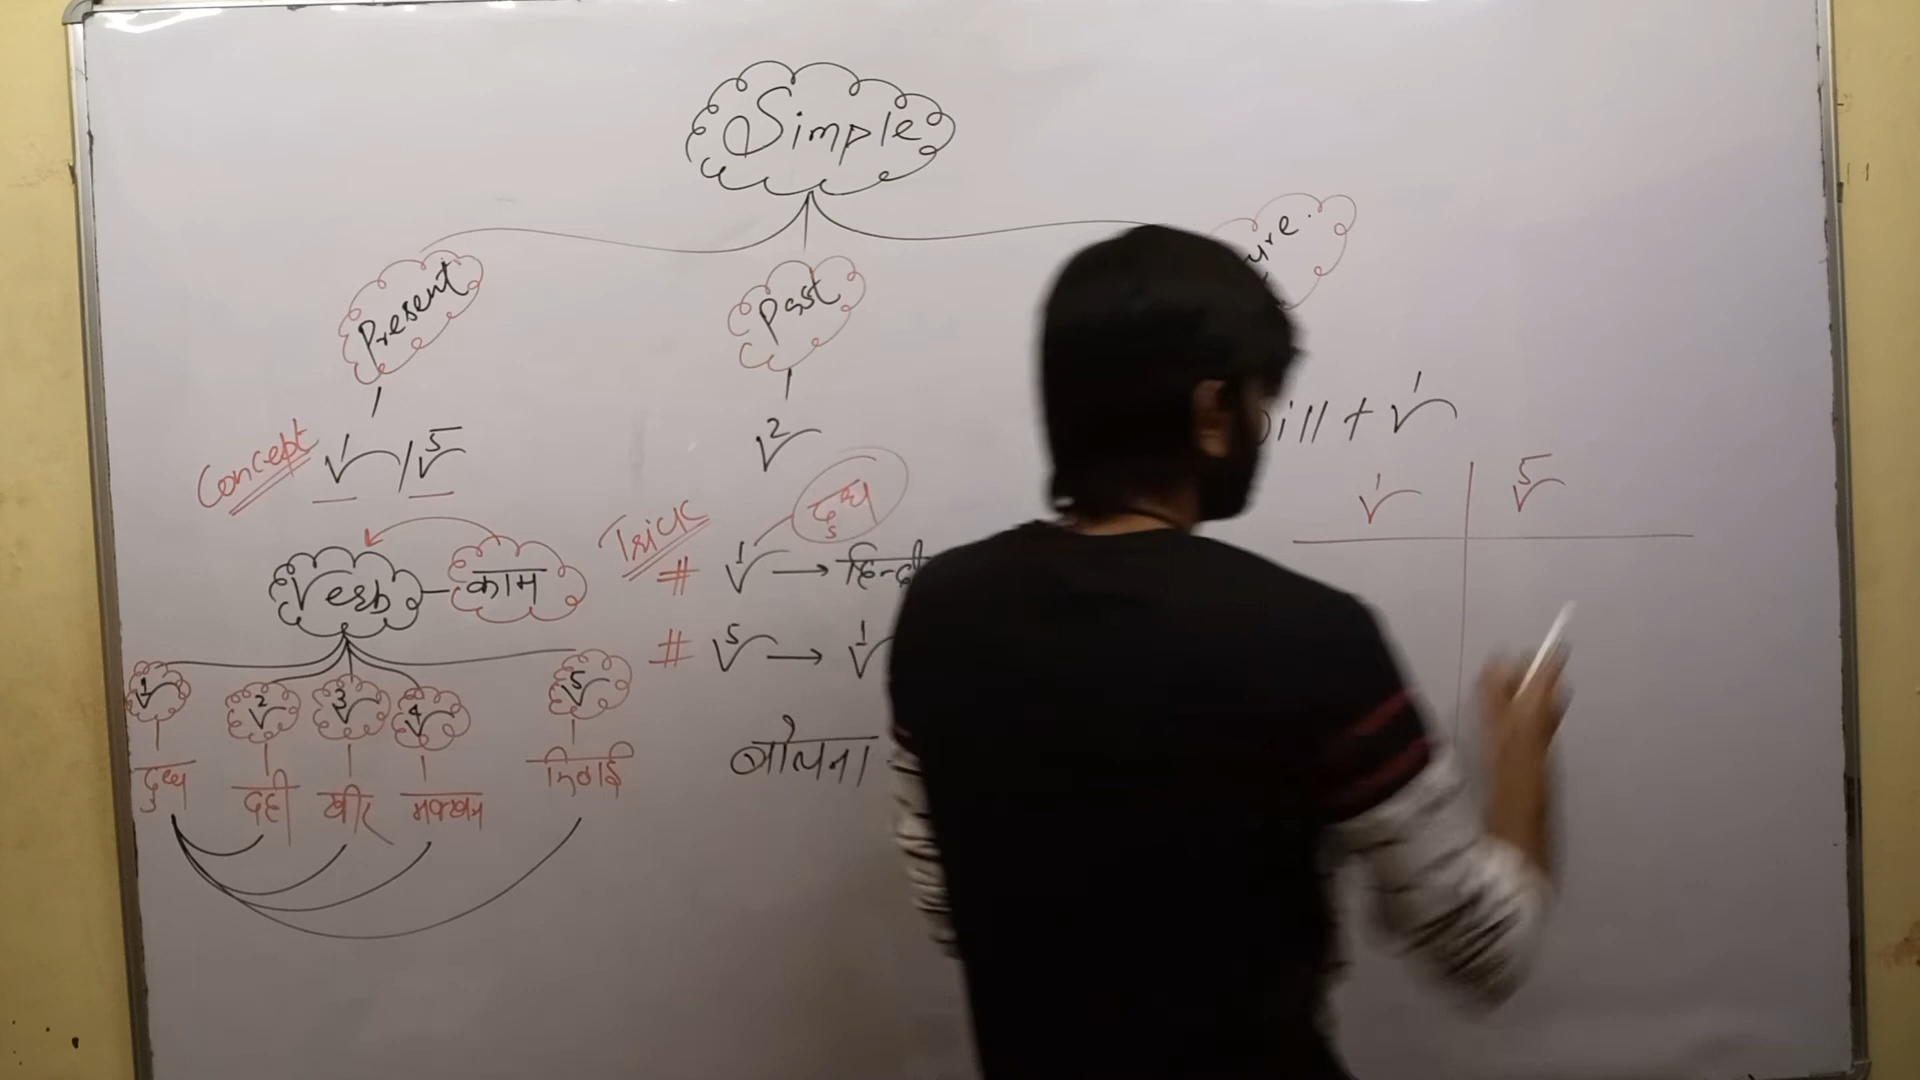 Simple
Present
Past
ure.
Concept
V¹/V⁵
V²
ill + V¹
V¹ V⁵
Trick
दुध
# V¹ → हिन्दी
# V⁵ → V¹
Verb
काम
V¹ V² V³ V⁴ V⁵
दुध दही खीर मक्खन मिठाई
बोलना